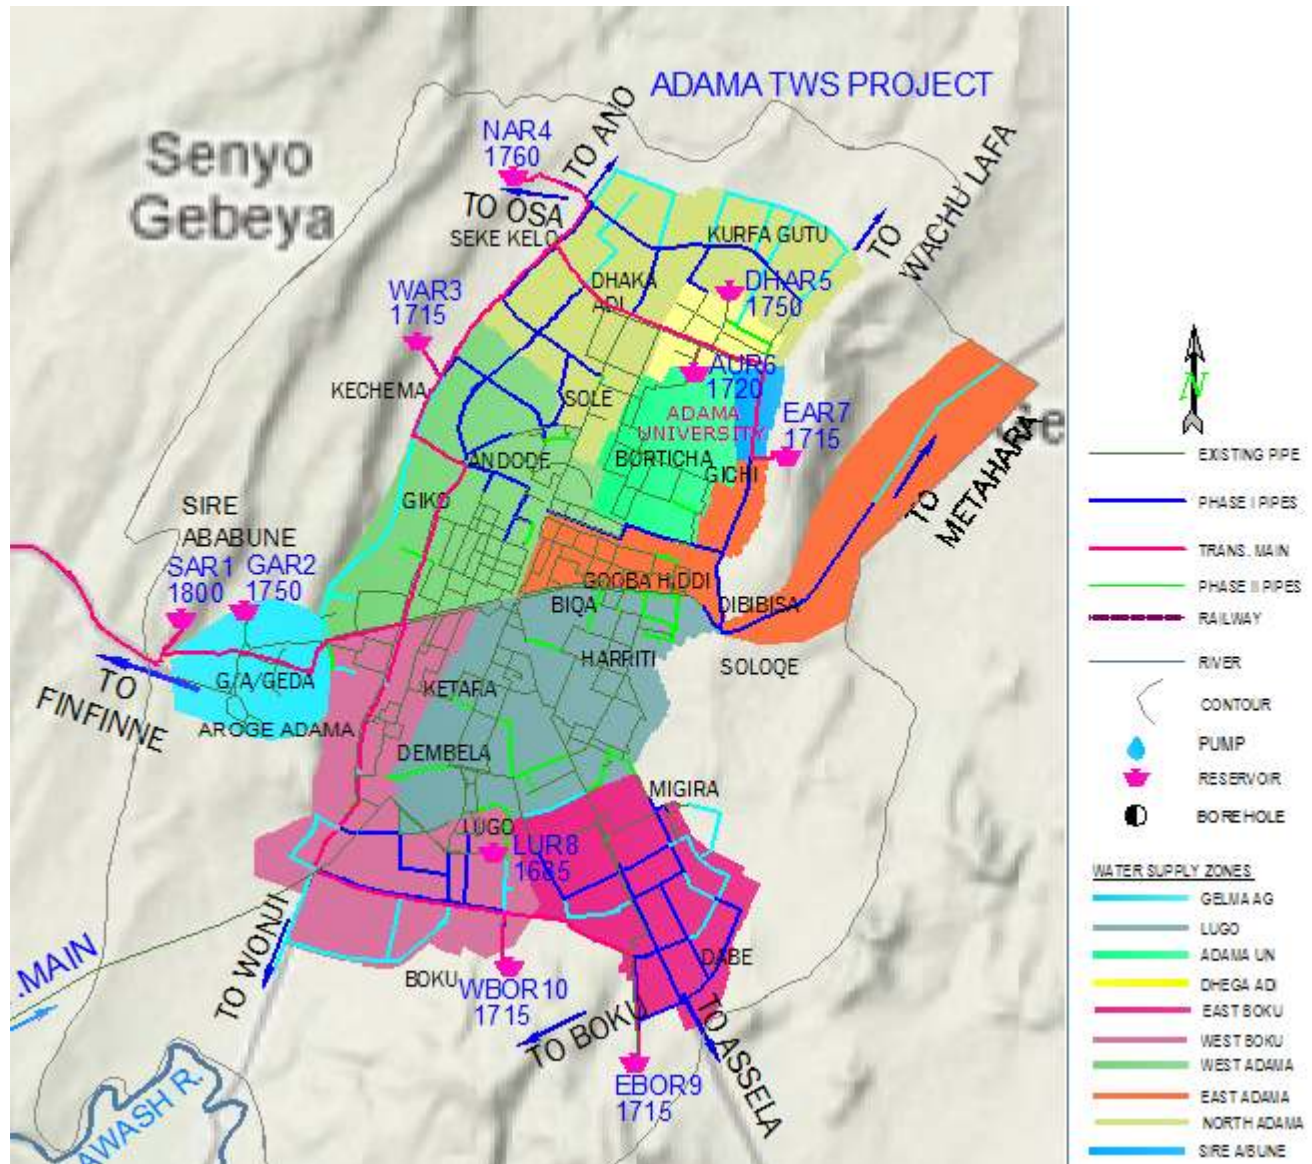 ADAMA TWS PROJECT
Senyo
Gebeya
NAR4
1760
TO ANO
TO OSA
SEKE KELO
KURFA GUTU
TO
WACHU LAFA
DHAKA
ADI
DHAR5
1750
WAR3
1715
KECHEMA
SOLE
AUR6
1720
ADAMA
UNIVERSITY
EAR7
1715
ANDODE
BORTICHA
GICHI
GIKO
TO
METAHARA
SIRE
ABABUNE
SAR1
1800
GAR2
1750
GOOBA HIDDI
BIQA
DIBIBISA
HARRITI
SOLOQE
G/A/GEDA
KETARA
TO
FINFINNE
AROGE ADAMA
DEMBELA
MIGIRA
LUGO
LUR8
1685
TO WONJI
.MAIN
BOKU
WBOR10
1715
DABE
TO BOKU
TO ASSELA
EBOR9
1715
AWASH R.
N
EXISTING PIPE
PHASE I PIPES
TRANS. MAIN
PHASE II PIPES
RAILWAY
RIVER
CONTOUR
PUMP
RESERVOIR
BOREHOLE
WATER SUPPLY ZONES
GELMA AG
LUGO
ADAMA UN
DHEGA ADI
EAST BOKU
WEST BOKU
WEST ADAMA
EAST ADAMA
NORTH ADAMA
SIRE A/BUNE